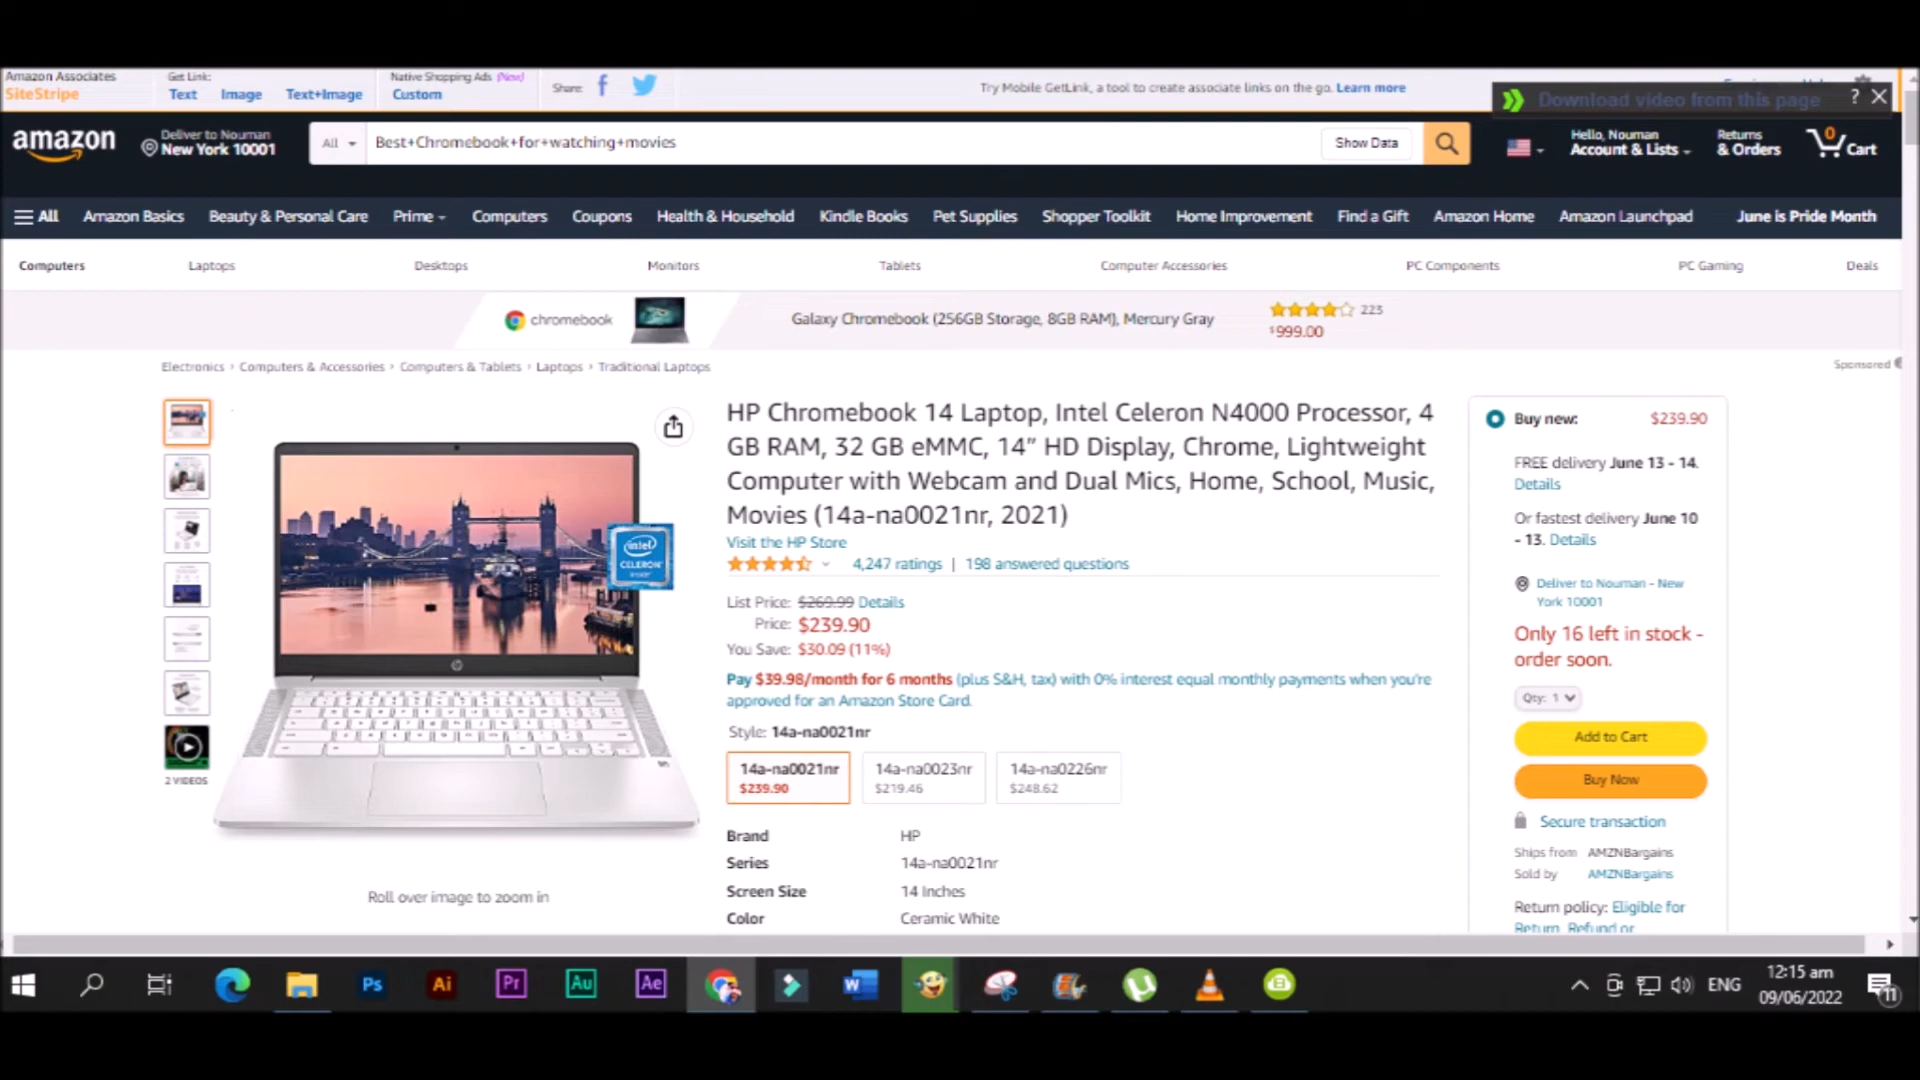 Amazon Associates
SiteStripe
Get Link:
Text Image Text+Image
Native Shopping Ads (New)
Custom
Share:
Try Mobile GetLink, a tool to create associate links on the go. Learn more
Download video from this page ?
amazon
Deliver to Nouman
New York 10001
All
Best+Chromebook+for+watching+movies
Show Data
Hello, Nouman
Account & Lists
Returns
& Orders
0
Cart
All Amazon Basics Beauty & Personal Care Prime Computers Coupons Health & Household Kindle Books Pet Supplies Shopper Toolkit Home Improvement Find a Gift Amazon Home Amazon Launchpad June is Pride Month
Computers Laptops Desktops Monitors Tablets Computer Accessories PC Components PC Gaming Deals
chromebook
Galaxy Chromebook (256GB Storage, 8GB RAM), Mercury Gray
223
$999.00
Electronics › Computers & Accessories › Computers & Tablets › Laptops › Traditional Laptops
Sponsored
intel
CELERON
2 VIDEOS
Roll over image to zoom in
HP Chromebook 14 Laptop, Intel Celeron N4000 Processor, 4
GB RAM, 32 GB eMMC, 14” HD Display, Chrome, Lightweight
Computer with Webcam and Dual Mics, Home, School, Music,
Movies (14a-na0021nr, 2021)
Visit the HP Store
4,247 ratings | 198 answered questions
List Price: $269.99 Details
Price: $239.90
You Save: $30.09 (11%)
Pay $39.98/month for 6 months (plus S&H, tax) with 0% interest equal monthly payments when you're
approved for an Amazon Store Card.
Style: 14a-na0021nr
14a-na0021nr
$239.90
14a-na0023nr
$219.46
14a-na0226nr
$248.62
Brand HP
Series 14a-na0021nr
Screen Size 14 Inches
Color Ceramic White
Buy new: $239.90
FREE delivery June 13 - 14.
Details
Or fastest delivery June 10
- 13. Details
Deliver to Nouman - New
York 10001
Only 16 left in stock -
order soon.
Qty: 1
Add to Cart
Buy Now
Secure transaction
Ships from AMZNBargains
Sold by AMZNBargains
Return policy: Eligible for
Return, Refund or
Ps
Ai
Pr
Au
Ae
W
ENG
12:15 am
09/06/2022
11